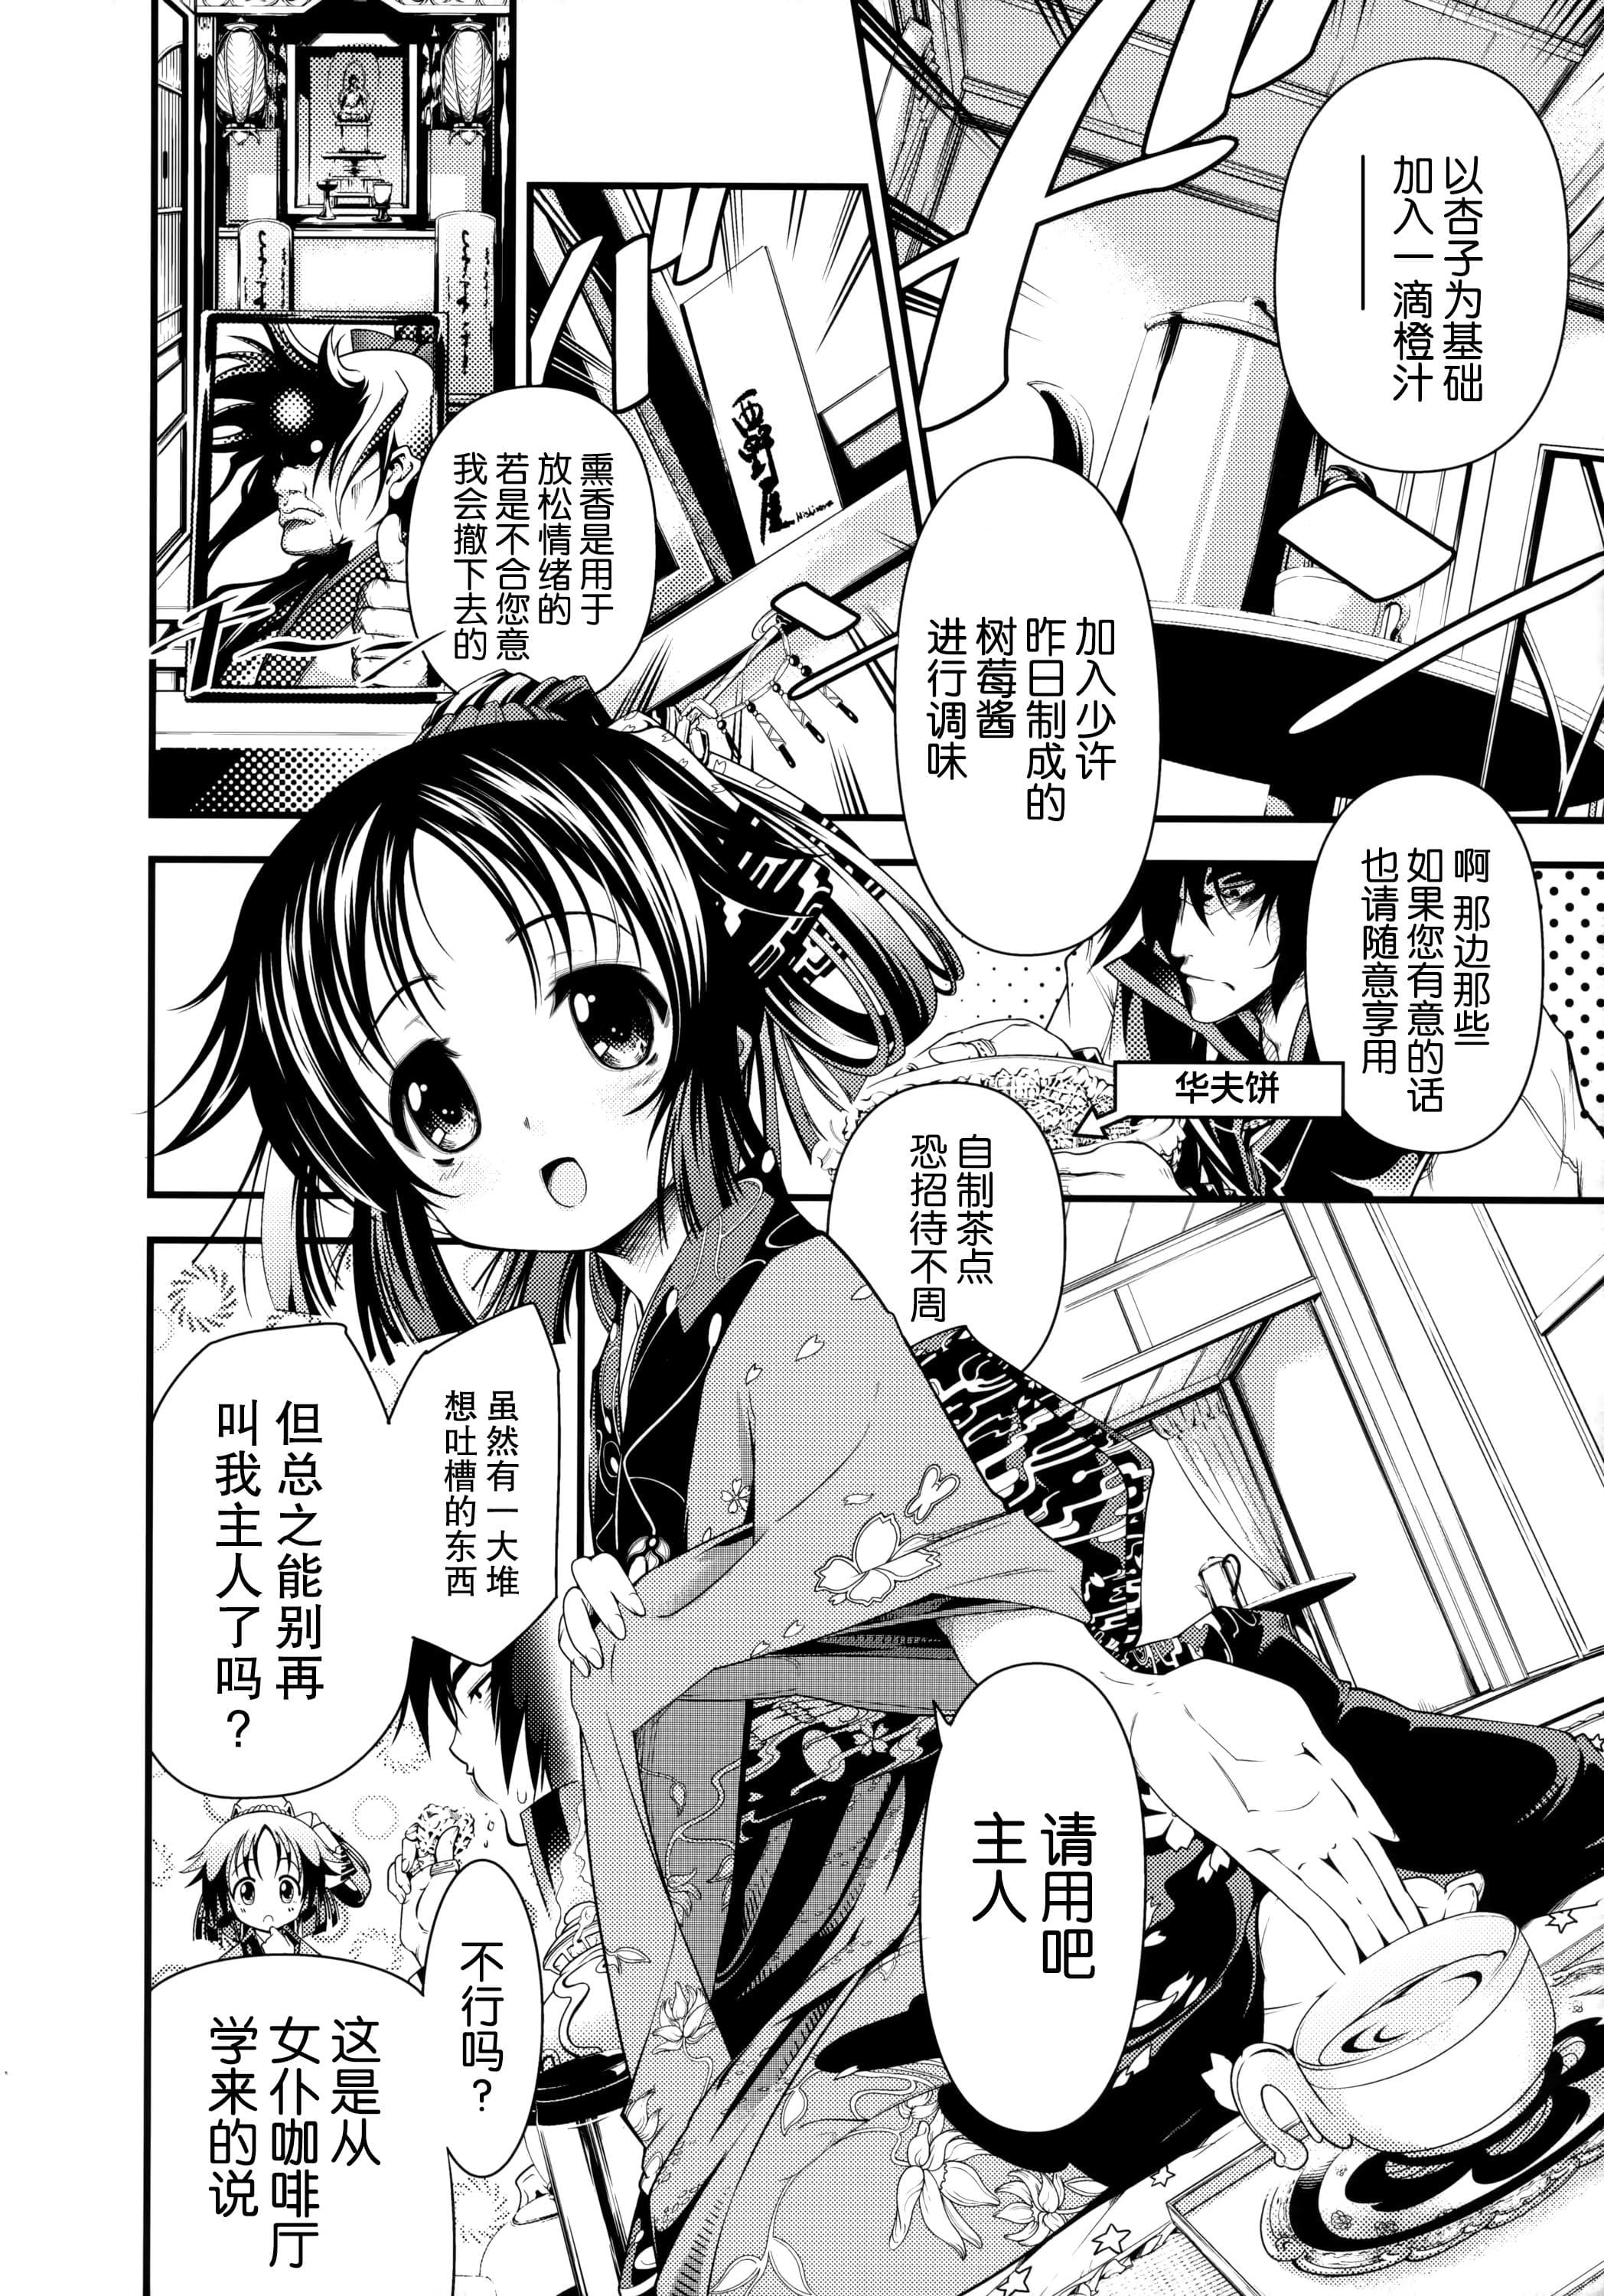 以杏子为基础
加入一滴橙汁
——
加入少许
昨日制成的
树莓酱
进行调味
西野屋
熏香是用于
放松情绪的
若是不合您意
我会撤下去的
啊 那边那些
如果您有意的话
也请随意享用
华夫饼
自制茶点
恐招待不周
请用吧
主人
虽然有一大堆
想吐槽的东西
但总之能别再
叫我主人了吗？
不行吗？
这是从
女仆咖啡厅
学来的说